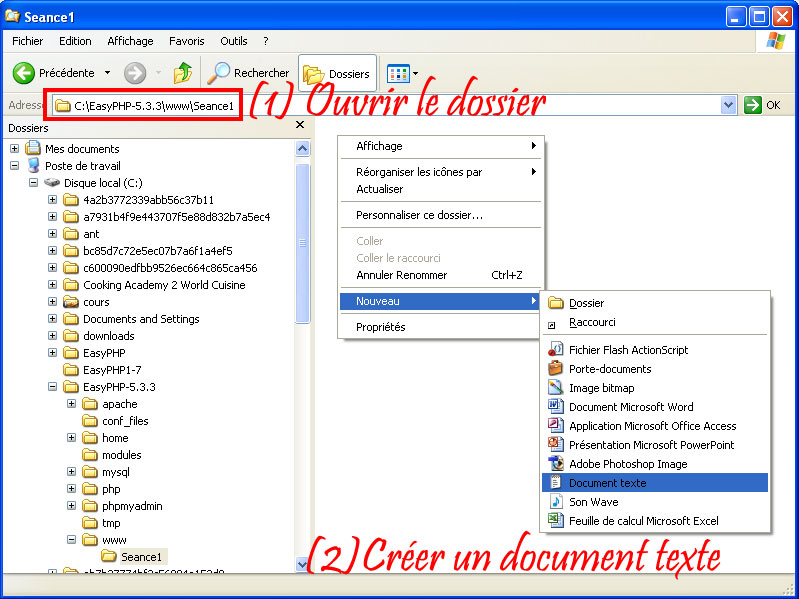 Seance1
Fichier Edition Affichage Favoris Outils ?
Précédente Rechercher Dossiers
Adresse C:\EasyPHP-5.3.3\www\Seance1 OK
(1) Ouvrir le dossier
Dossiers
Mes documents
Poste de travail
Disque local (C:)
4a2b3772339abb56c37b11
a7931b4f9e443707f5e88d832b7a5ec4
ant
bc85d7c72e5ec07b7a6f1a4ef5
c600090edfbb9526ec664c865ca456
Cooking Academy 2 World Cuisine
cours
Documents and Settings
downloads
EasyPHP
EasyPHP1-7
EasyPHP-5.3.3
apache
conf_files
home
modules
mysql
php
phpmyadmin
tmp
www
Seance1
Affichage
Réorganiser les icônes par
Actualiser
Personnaliser ce dossier...
Coller
Coller le raccourci
Annuler Renommer Ctrl+Z
Nouveau
Propriétés
Dossier
Raccourci
Fichier Flash ActionScript
Porte-documents
Image bitmap
Document Microsoft Word
Application Microsoft Office Access
Présentation Microsoft PowerPoint
Adobe Photoshop Image
Document texte
Son Wave
Feuille de calcul Microsoft Excel
(2) Créer un document texte